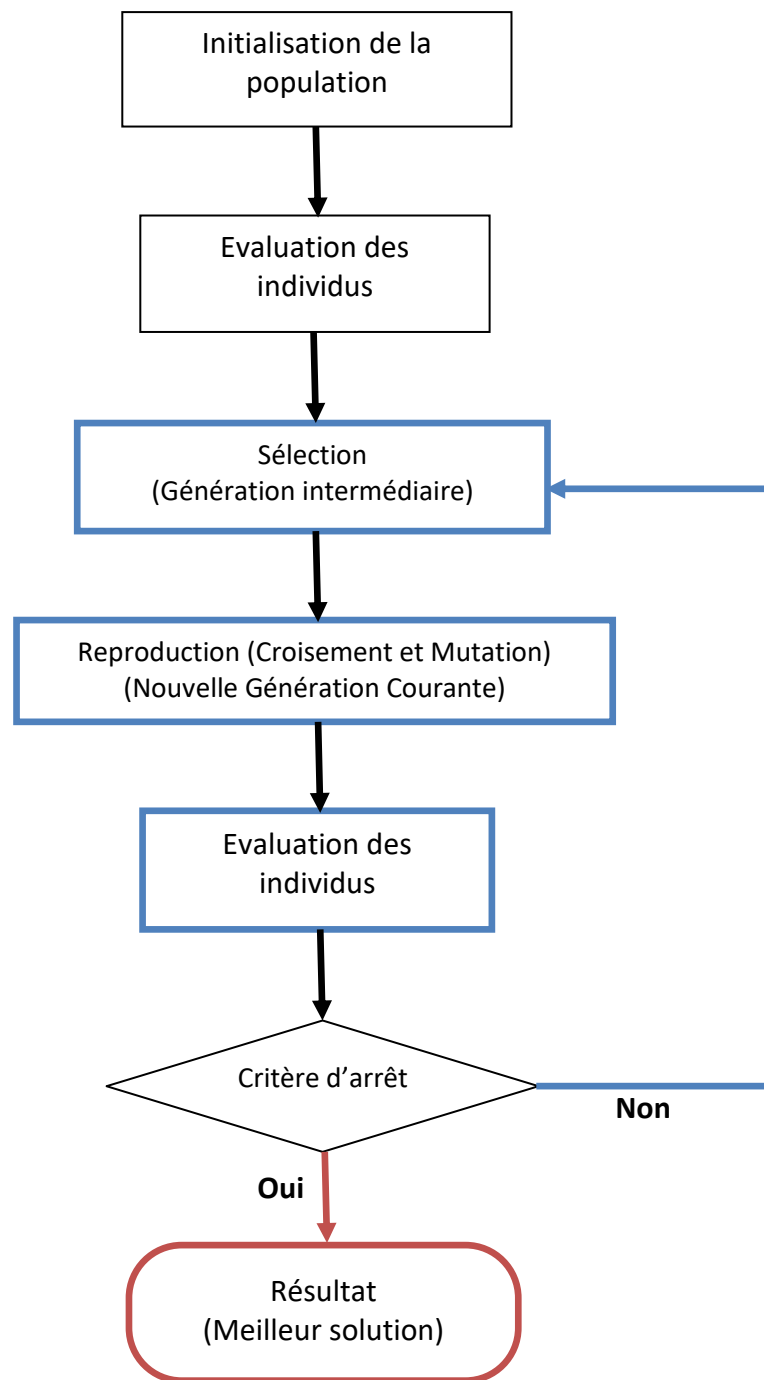 Initialisation de la
population
Evaluation des
individus
Sélection
(Génération intermédiaire)
Reproduction (Croisement et Mutation)
(Nouvelle Génération Courante)
Evaluation des
individus
Critère d’arrêt
Non
Oui
Résultat
(Meilleur solution)